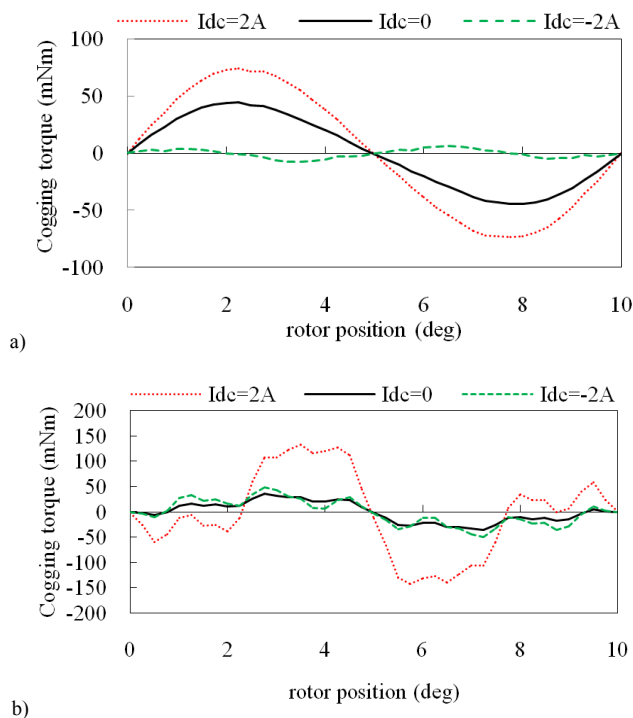 Idc=2A Idc=0 Idc=-2A
100
50
0
-50
-100
Cogging torque (mNm)
0 2 4 6 8 10
rotor position (deg)
a)
Idc=2A Idc=0 Idc=-2A
200
150
100
50
0
-50
-100
-150
-200
Cogging torque (mNm)
0 2 4 6 8 10
rotor position (deg)
b)